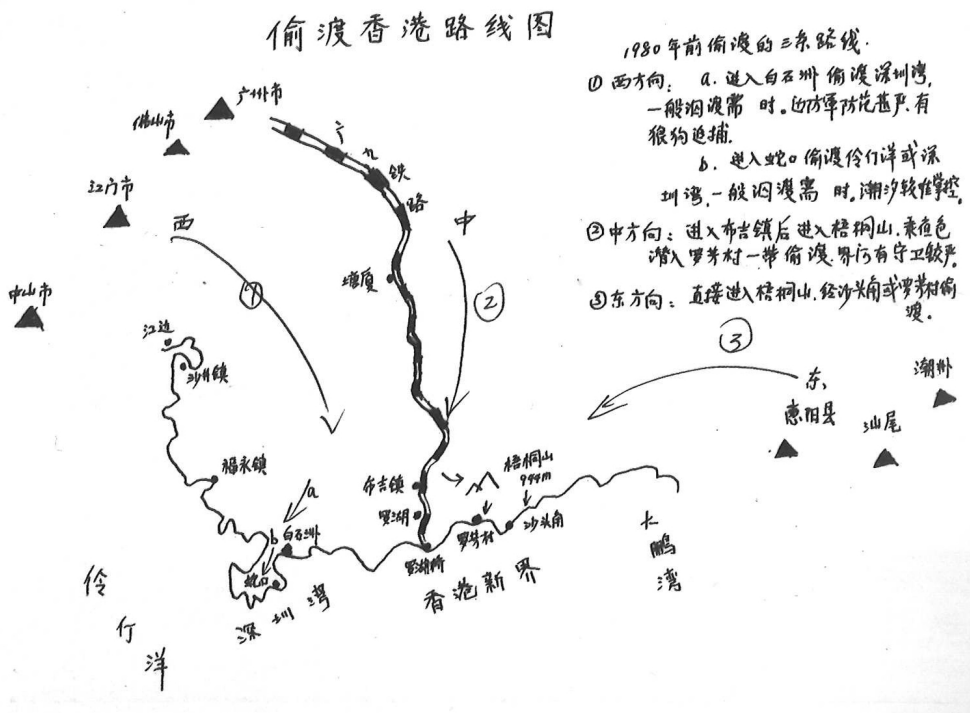 偷渡香港路线图
1980年前偷渡的三条路线.
① 西方向： a. 进入白石洲偷渡深圳湾,
一般泅渡需 时。边防軍防范甚严.有
狼狗追捕.
b. 进入蛇口偷渡伶仃洋或深
圳湾,一般泅渡需 时,潮汐较难掌控.
②中方向：进入布吉镇后进入梧桐山.乘夜色
潜入罗芳村一带偷渡.界河有守卫较严.
③东方向：直接进入梧桐山.经沙头角或罗芳村偷
渡.
广州市
佛山市
江门市
中山市
西
①
广九铁路
中
②
塘厦
③
东
惠阳县
潮州
汕尾
江边
沙井镇
福永镇
a
b
白石洲
蛇口
布吉镇
罗湖
罗湖桥
梧桐山
944m
罗芳村
沙头角
大鹏湾
香港新界
深圳湾
伶仃洋